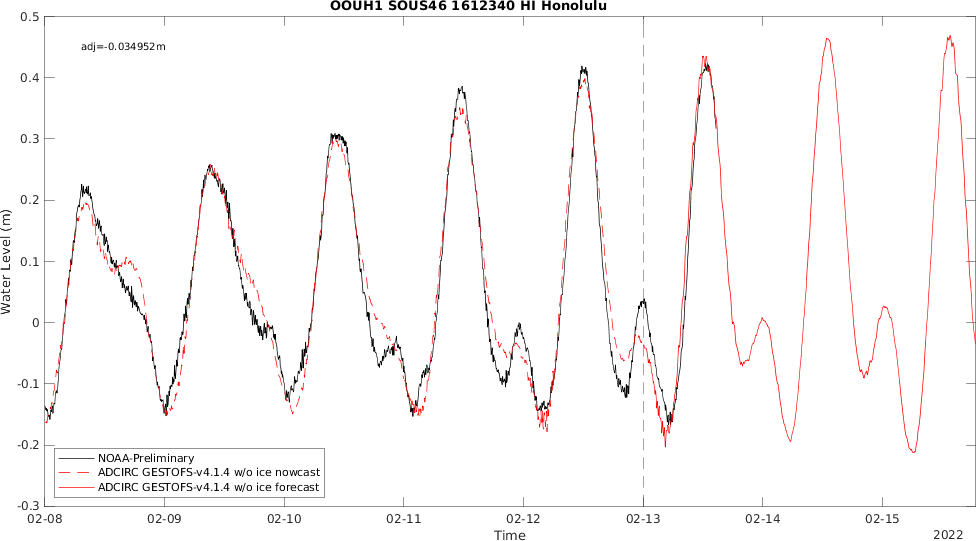 OOUH1 SOUS46 1612340 HI Honolulu
adj=-0.034952m
0.5
0.4
0.3
0.2
0.1
0
-0.1
-0.2
-0.3
Water Level (m)
NOAA-Preliminary
ADCIRC GESTOFS-v4.1.4 w/o ice nowcast
ADCIRC GESTOFS-v4.1.4 w/o ice forecast
02-08 02-09 02-10 02-11 02-12 02-13 02-14 02-15
Time
2022